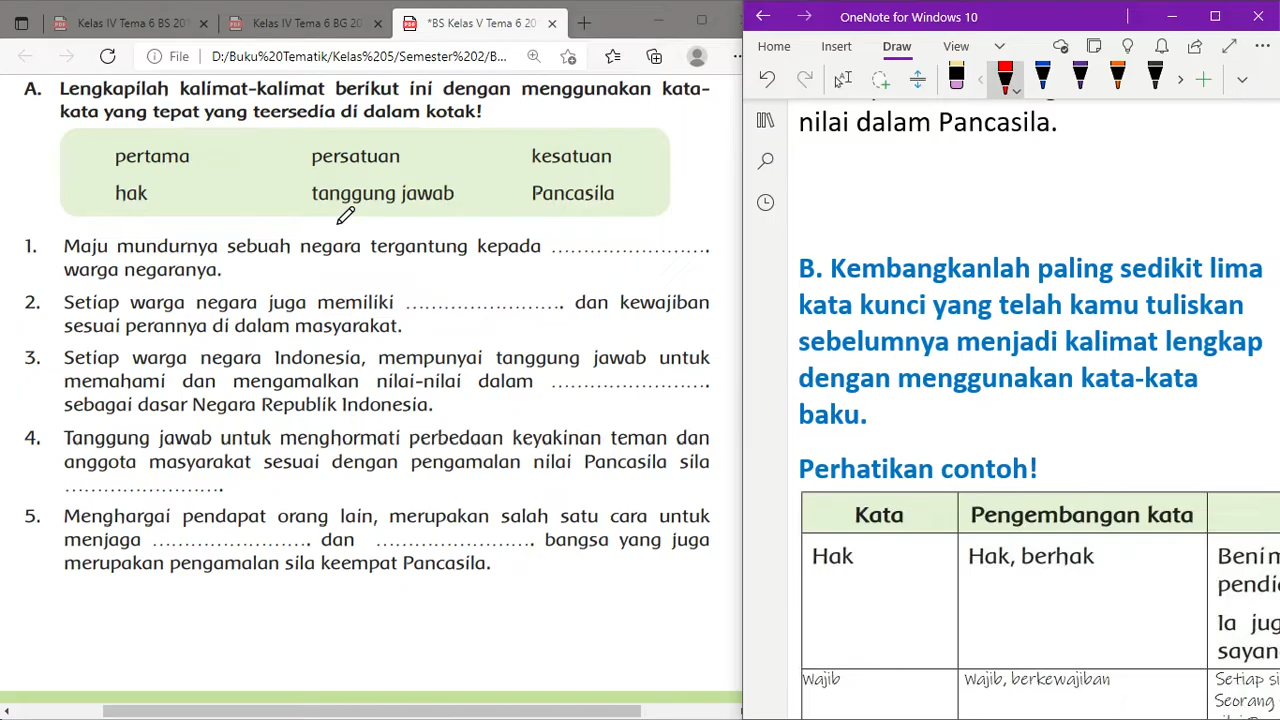 Kelas IV Tema 6 BS 20
Kelas IV Tema 6 BG 20
*BS Kelas V Tema 6 20
File
D:/Buku%20Tematik/Kelas%205/Semester%202/B...
A. Lengkapilah kalimat-kalimat berikut ini dengan menggunakan kata-
kata yang tepat yang teersedia di dalam kotak!
pertama persatuan kesatuan
hak tanggung jawab Pancasila
1. Maju mundurnya sebuah negara tergantung kepada ........................
warga negaranya.
2. Setiap warga negara juga memiliki ........................ dan kewajiban
sesuai perannya di dalam masyarakat.
3. Setiap warga negara Indonesia, mempunyai tanggung jawab untuk
memahami dan mengamalkan nilai-nilai dalam ........................
sebagai dasar Negara Republik Indonesia.
4. Tanggung jawab untuk menghormati perbedaan keyakinan teman dan
anggota masyarakat sesuai dengan pengamalan nilai Pancasila sila
........................
5. Menghargai pendapat orang lain, merupakan salah satu cara untuk
menjaga ........................ dan ........................ bangsa yang juga
merupakan pengamalan sila keempat Pancasila.
OneNote for Windows 10
Home Insert Draw View
nilai dalam Pancasila.
B. Kembangkanlah paling sedikit lima
kata kunci yang telah kamu tuliskan
sebelumnya menjadi kalimat lengkap
dengan menggunakan kata-kata
baku.
Perhatikan contoh!
Kata Pengembangan kata
Hak Hak, berhak Beni m
pendi
Ia jug
sayan
Wajib Wajib, berkewajiban Setiap si
Seorang